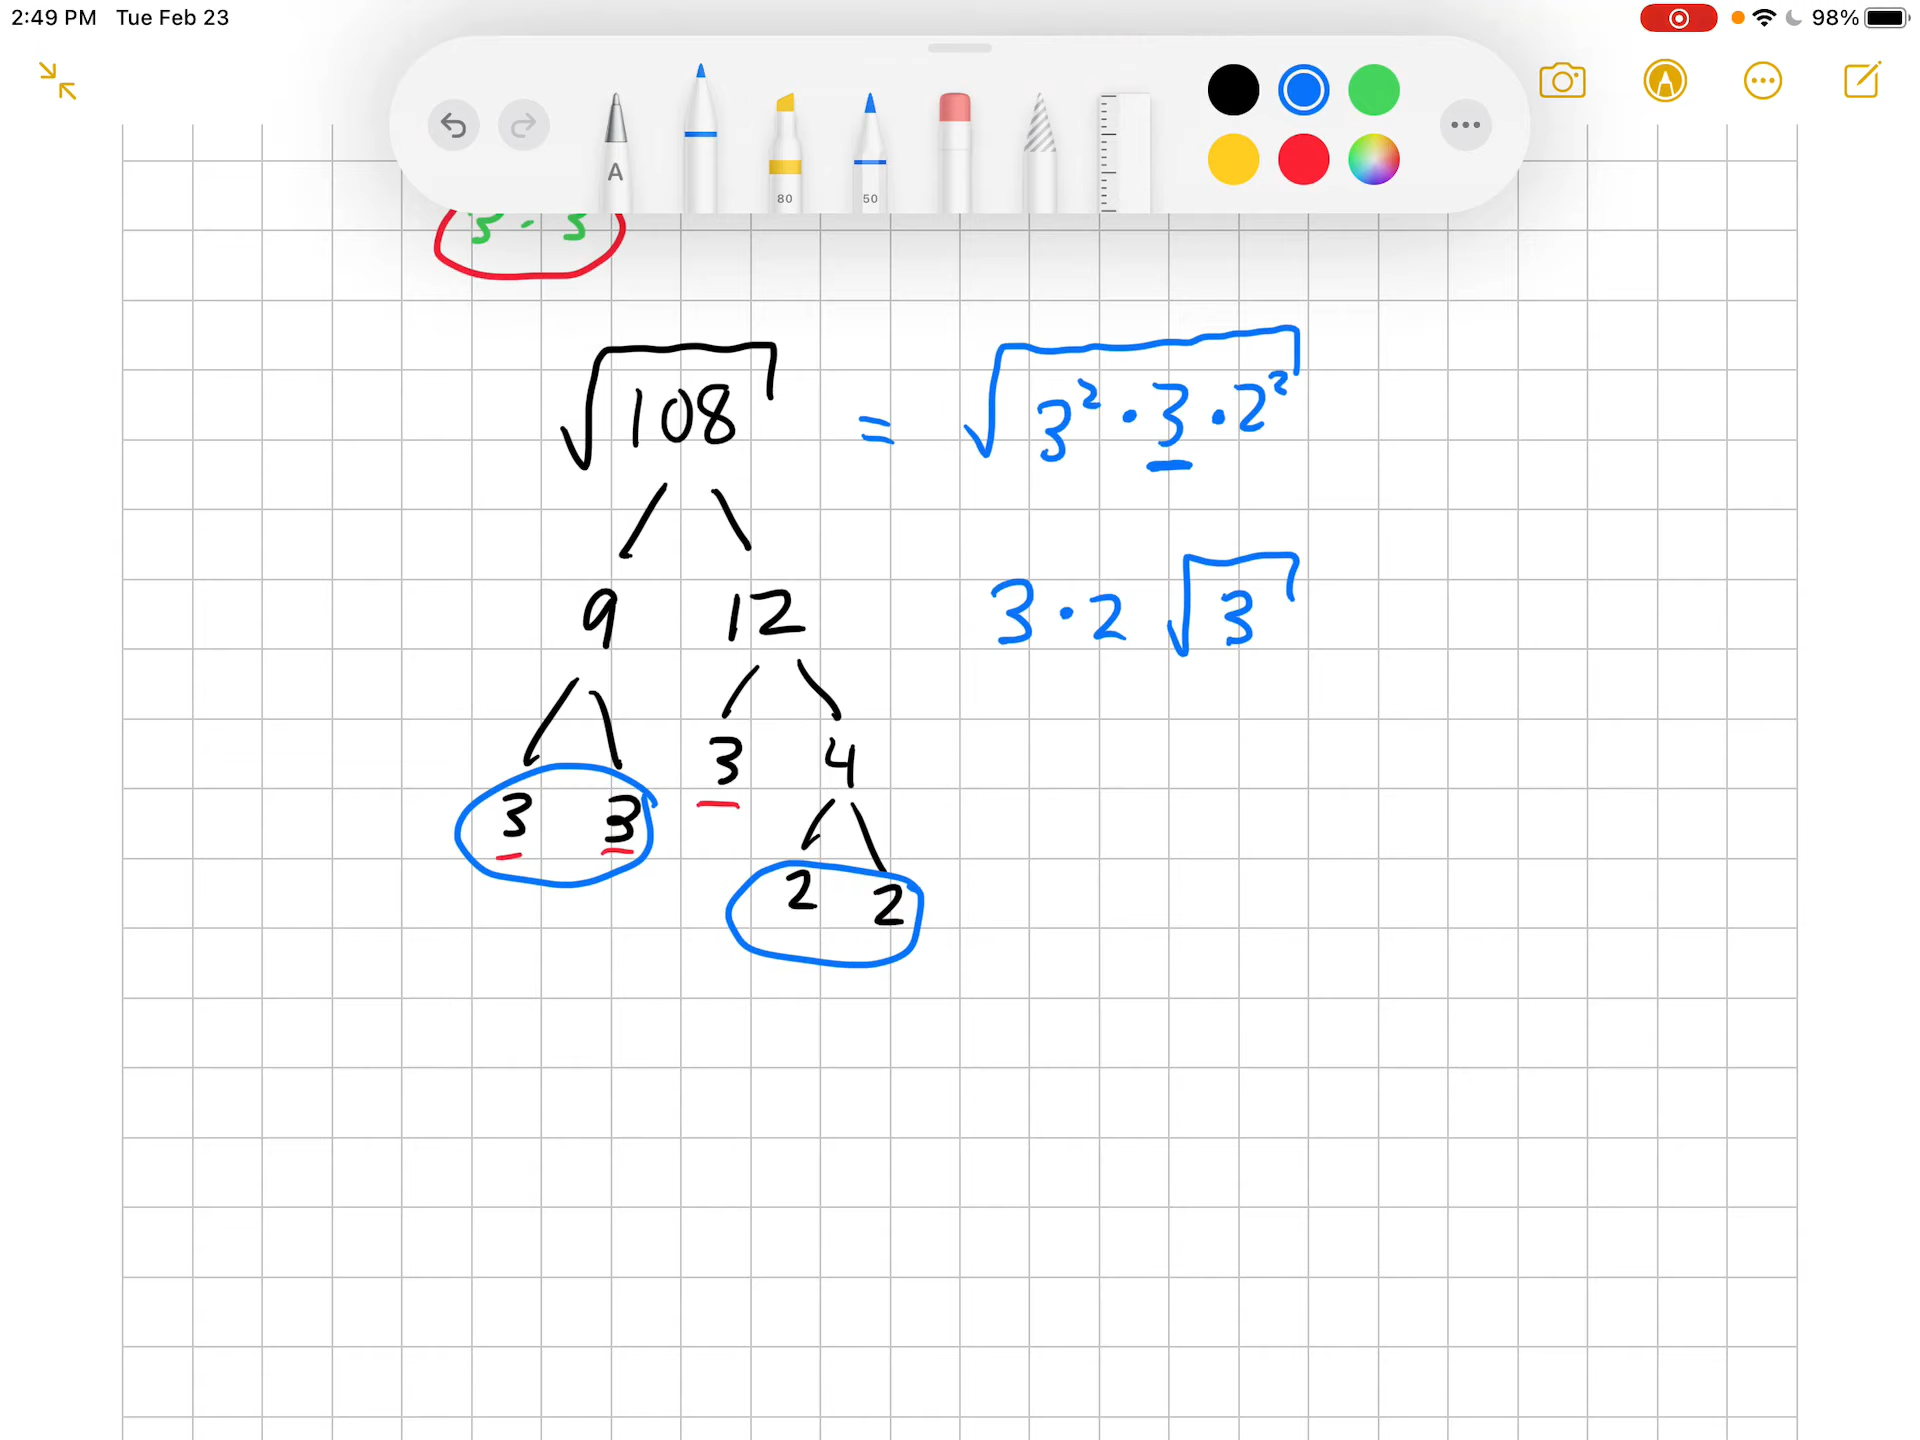 2:49 PM Tue Feb 23 98%
A 80 50
√108 = √3² · 3 · 2²
9 12 3 · 2 √3
3 4
3 3
2 2